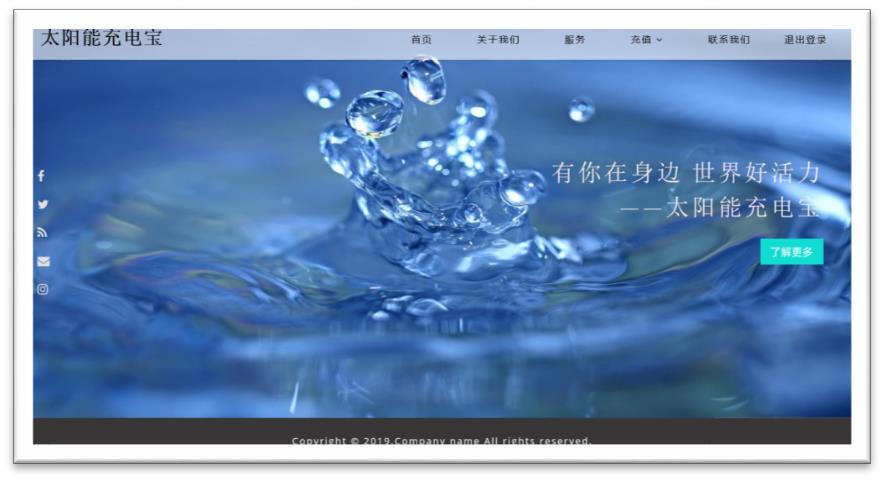 太阳能充电宝
首页 关于我们 服务 充值 联系我们 退出登录
有你在身边 世界好活力
——太阳能充电宝
了解更多
Copyright © 2019.Company name All rights reserved.